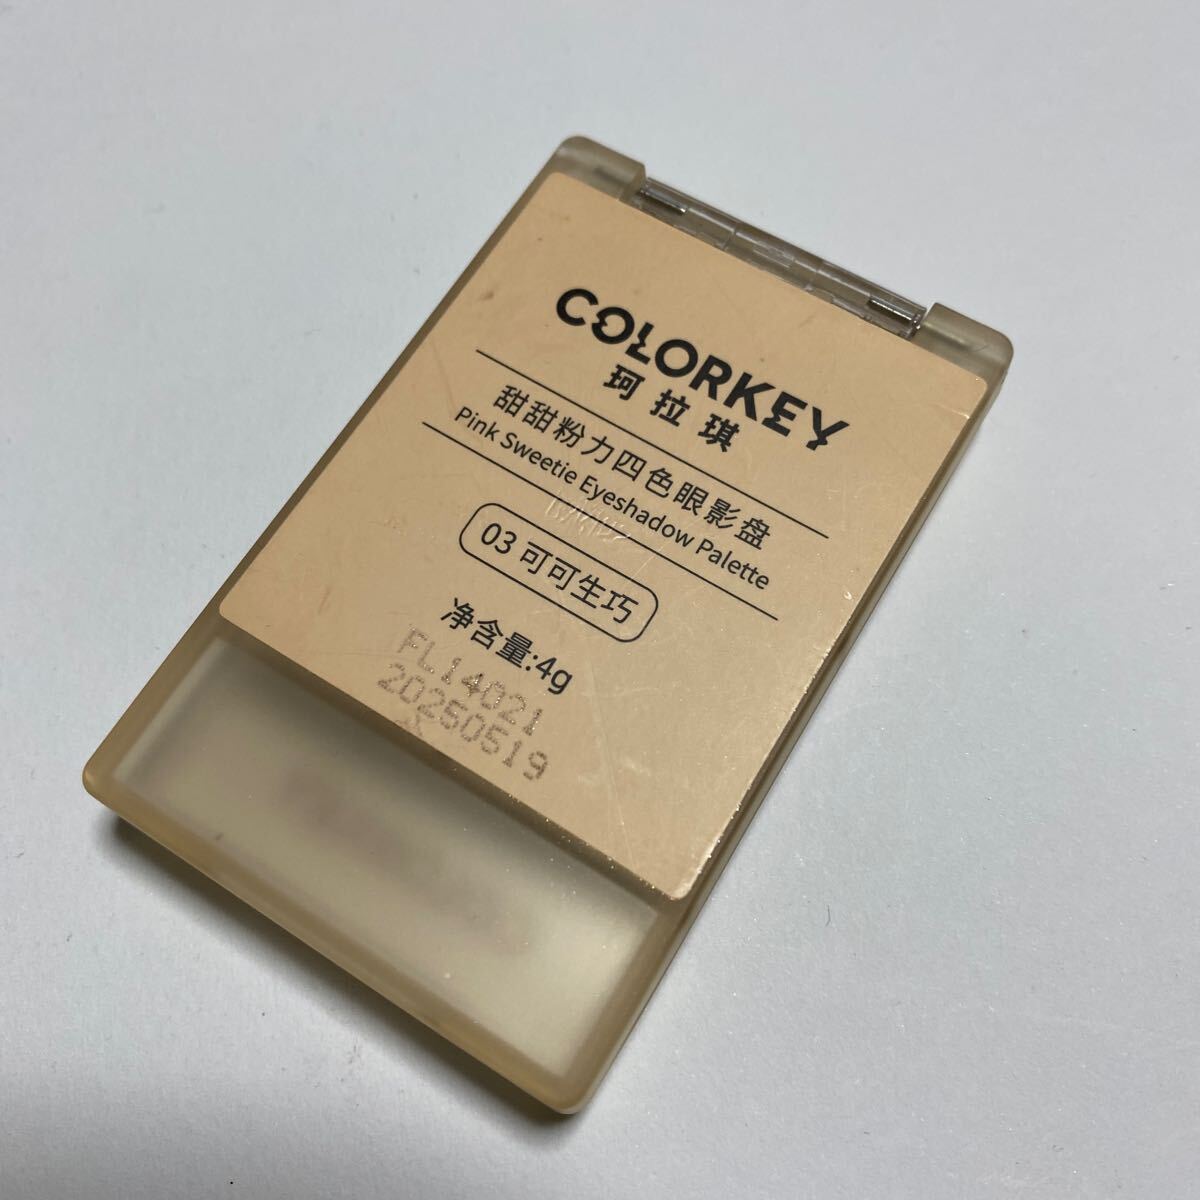 COLORKEY
珂拉琪
甜甜粉力四色眼影盘
Pink Sweetie Eyeshadow Palette
03 可可生巧
净含量:4g
FL14021
20250519